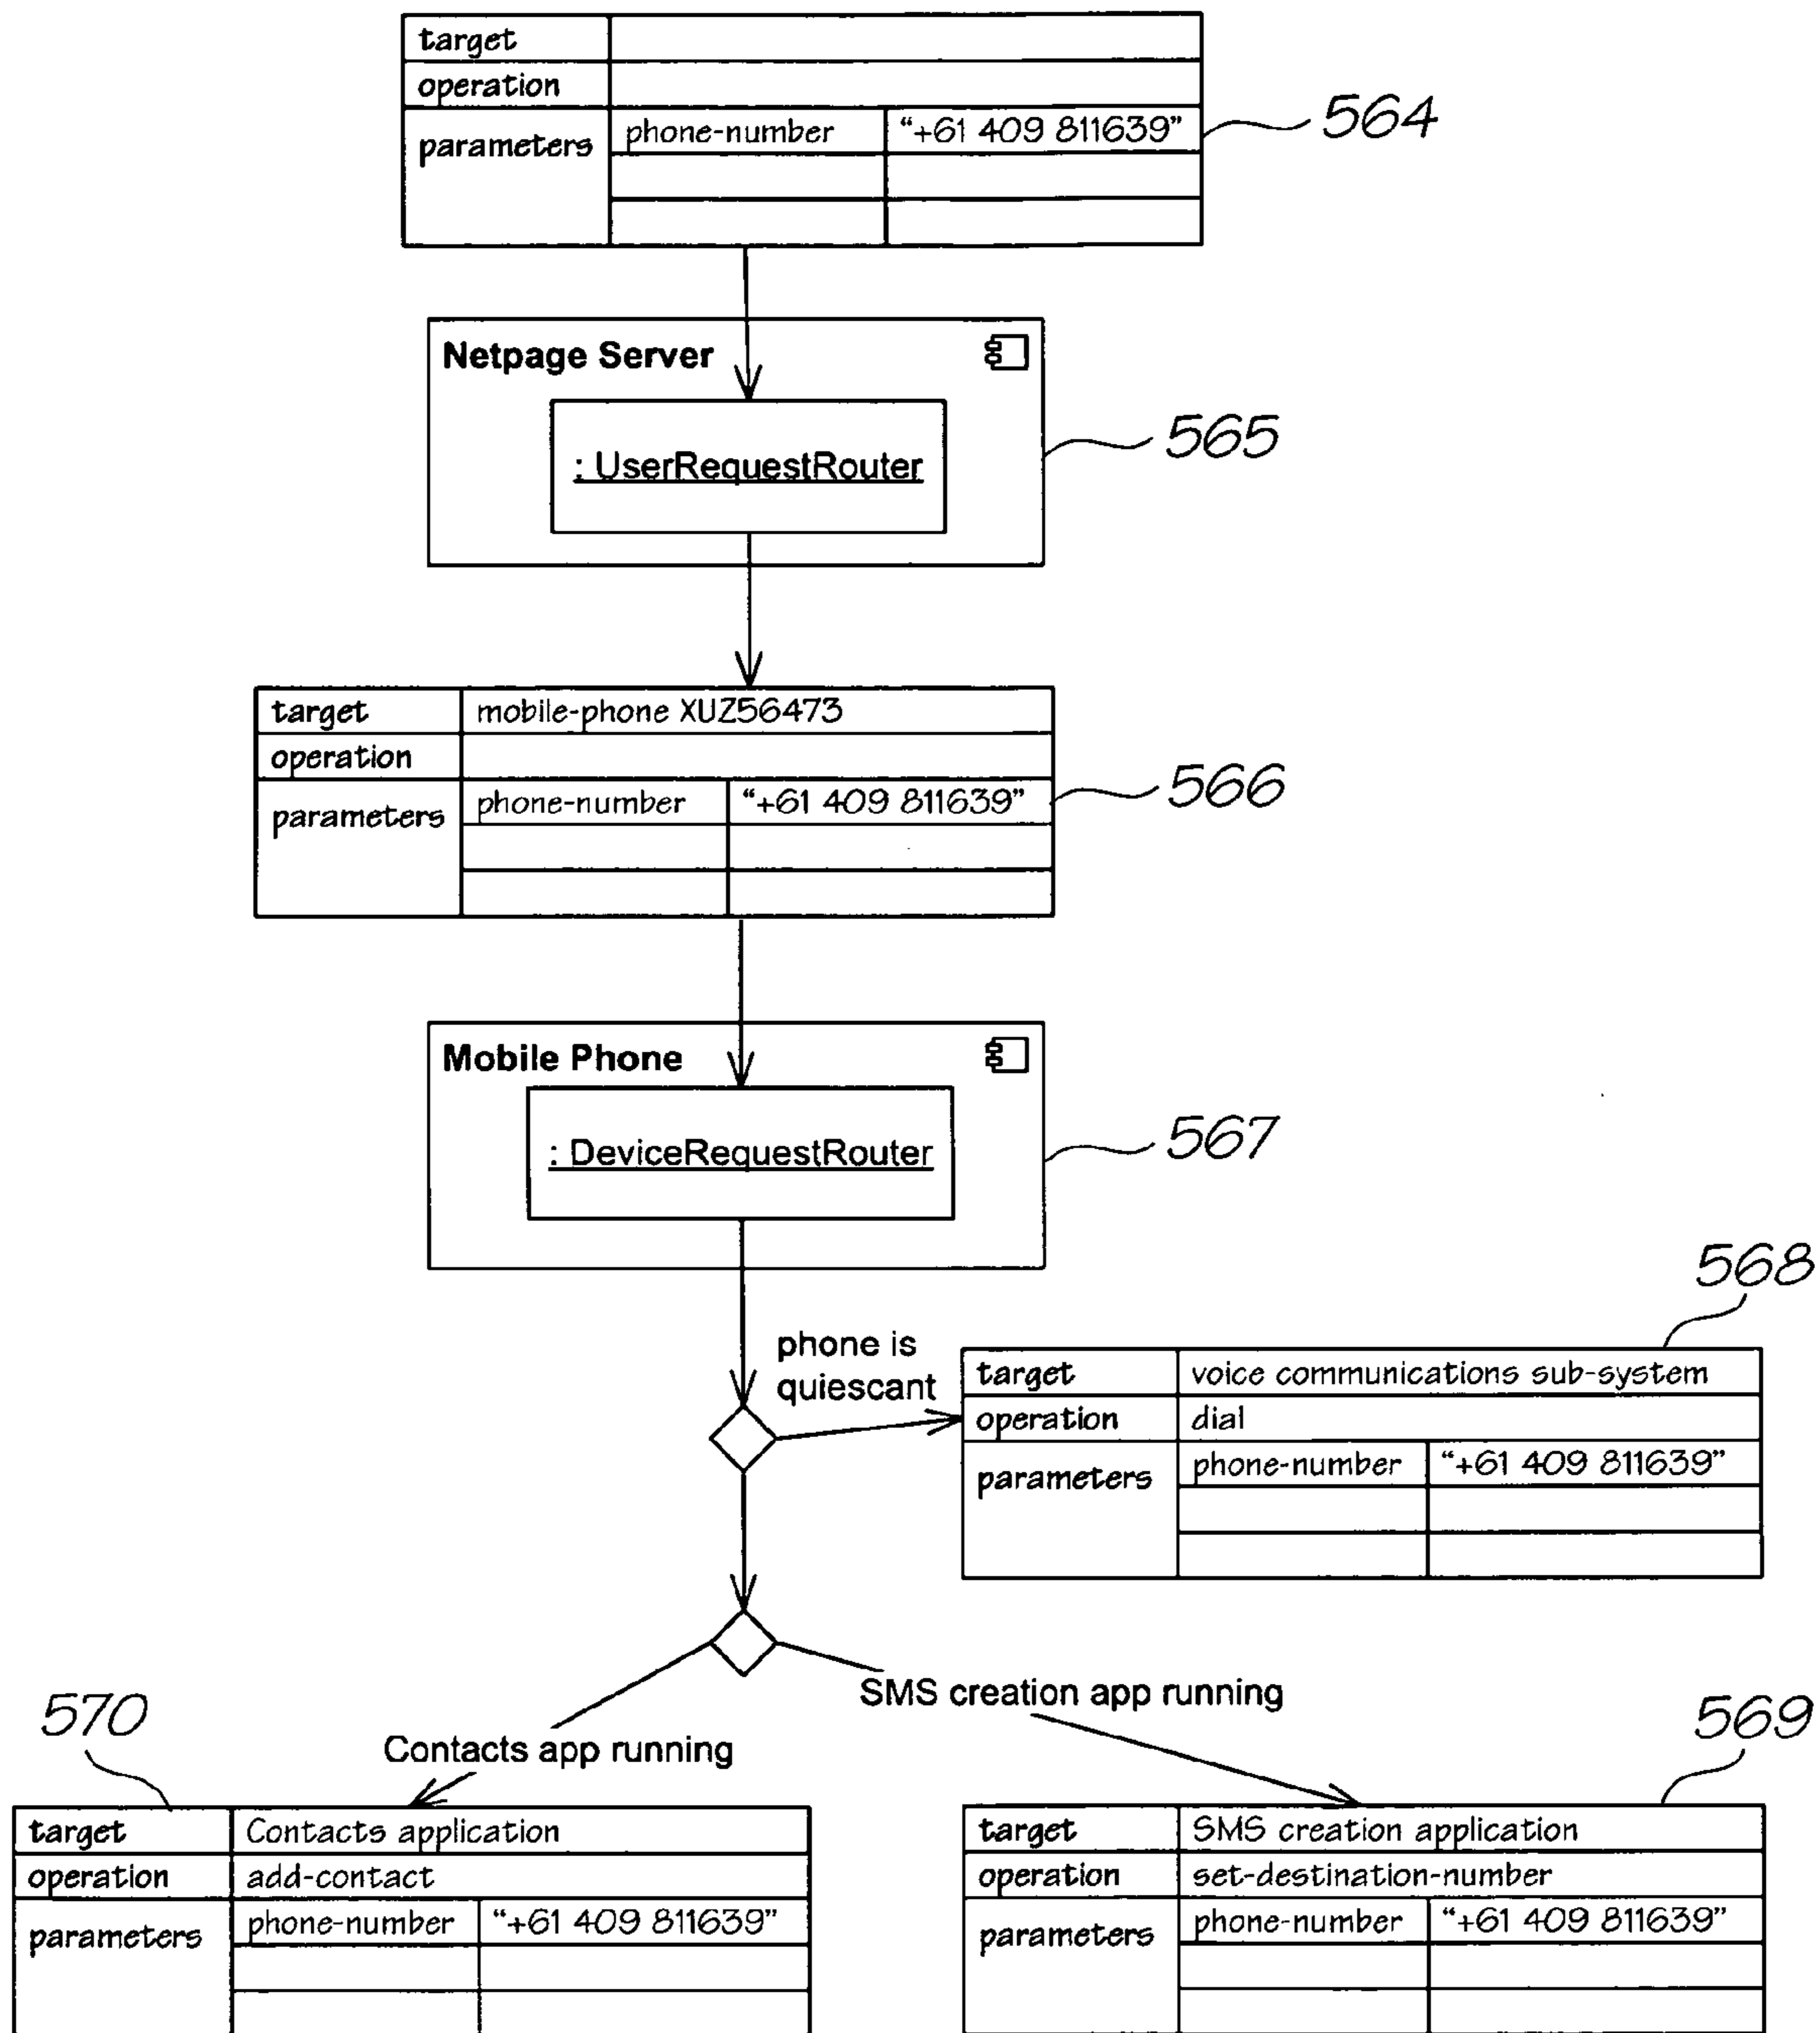 target
operation
parameters phone-number “+61 409 811639”
564
Netpage Server
: UserRequestRouter
565
target mobile-phone XUZ56473
operation
parameters phone-number “+61 409 811639”
566
Mobile Phone
: DeviceRequestRouter
567
phone is
quiescant
568
target voice communications sub-system
operation dial
parameters phone-number “+61 409 811639”
SMS creation app running
Contacts app running
570
target Contacts application
operation add-contact
parameters phone-number “+61 409 811639”
569
target SMS creation application
operation set-destination-number
parameters phone-number “+61 409 811639”